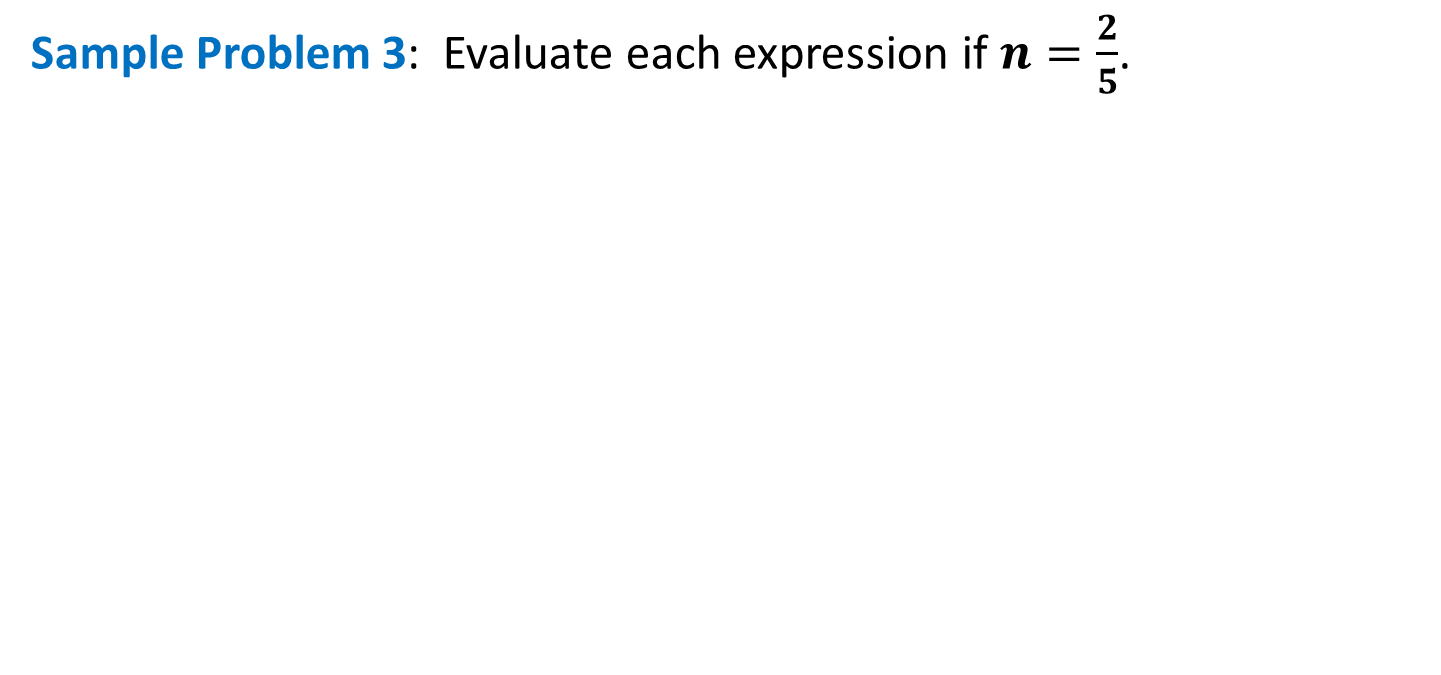 Sample Problem 3: Evaluate each expression if n = 2/5.